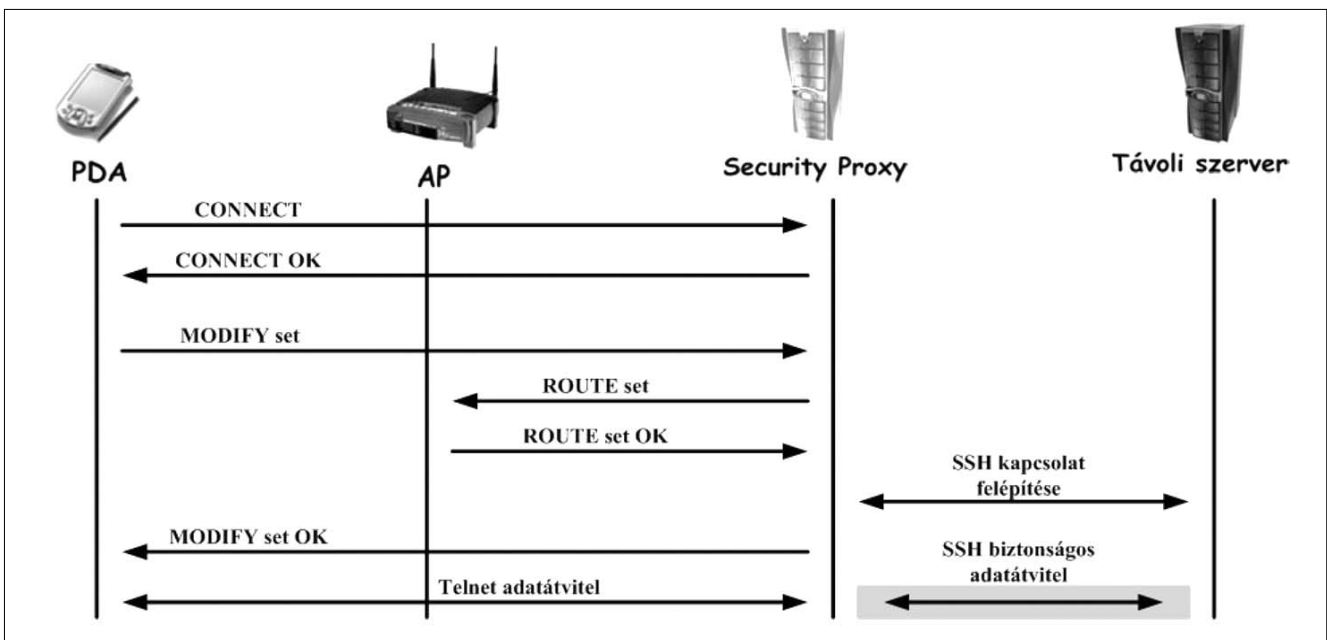 PDA
AP
Security Proxy
Távoli szerver
CONNECT
CONNECT OK
MODIFY set
ROUTE set
ROUTE set OK
SSH kapcsolat
felépítése
MODIFY set OK
SSH biztonságos
adatátvitel
Telnet adatátvitel